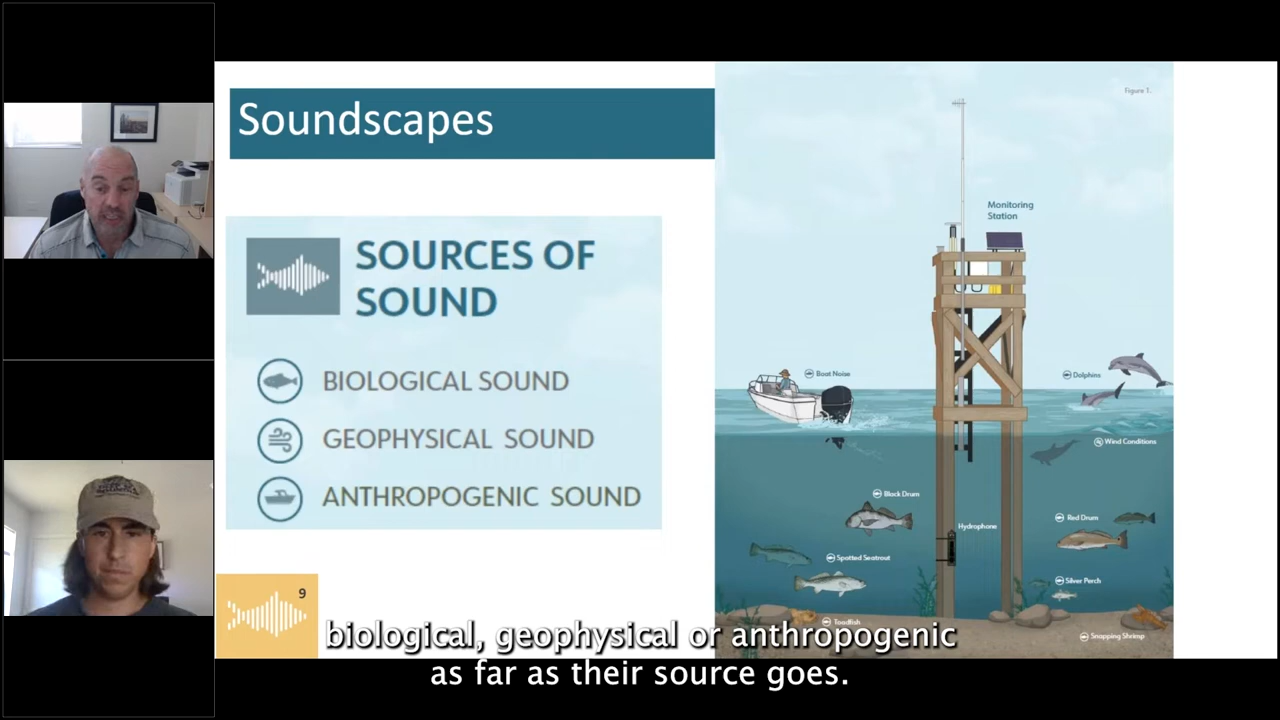 Soundscapes
SOURCES OF
SOUND
BIOLOGICAL SOUND
GEOPHYSICAL SOUND
ANTHROPOGENIC SOUND
9
Figure 1.
Monitoring
Station
Boat Noise
Dolphins
Wind Conditions
Black Drum
Hydrophone
Red Drum
Spotted Seatrout
Silver Perch
Toadfish
Snapping Shrimp
biological, geophysical or anthropogenic
as far as their source goes.